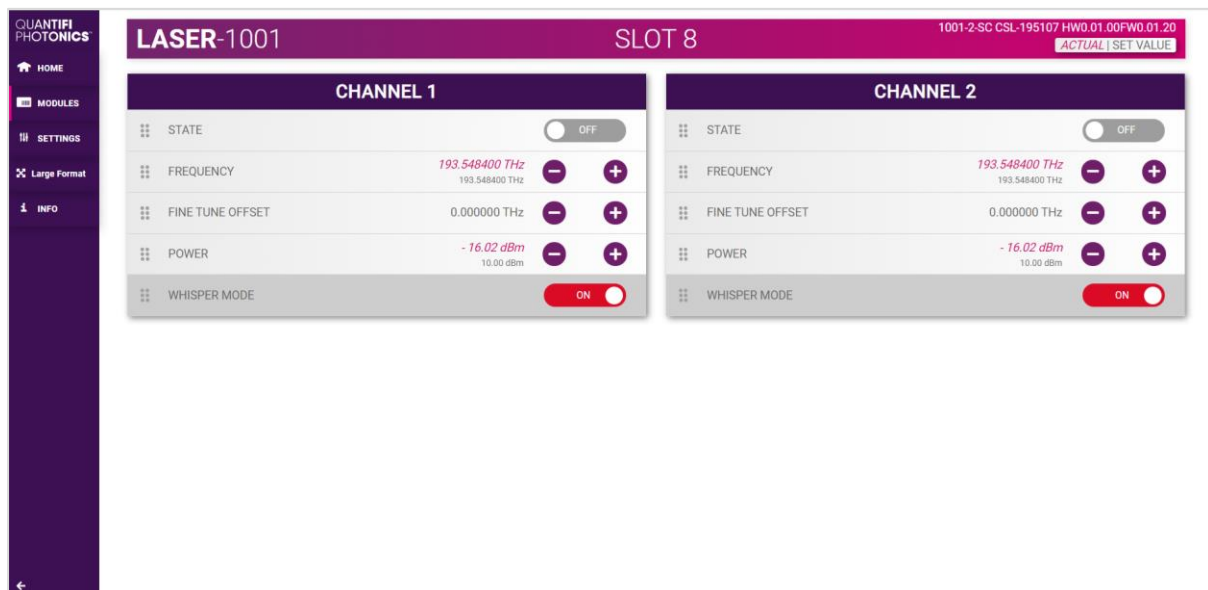 QUANTIFI
PHOTONICS
HOME
MODULES
SETTINGS
Large Format
INFO
LASER-1001 SLOT 8
1001-2-SC CSL-195107 HW0.01.00FW0.01.20
ACTUAL | SET VALUE
CHANNEL 1
STATE OFF
FREQUENCY 193.548400 THz
193.548400 THz
FINE TUNE OFFSET 0.000000 THz
POWER - 16.02 dBm
10.00 dBm
WHISPER MODE ON
CHANNEL 2
STATE OFF
FREQUENCY 193.548400 THz
193.548400 THz
FINE TUNE OFFSET 0.000000 THz
POWER - 16.02 dBm
10.00 dBm
WHISPER MODE ON